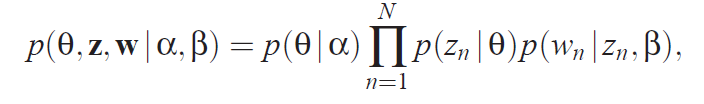 p(θ, z, w | α, β) = p(θ | α) ∏_{n=1}^{N} p(z_n | θ) p(w_n | z_n, β),